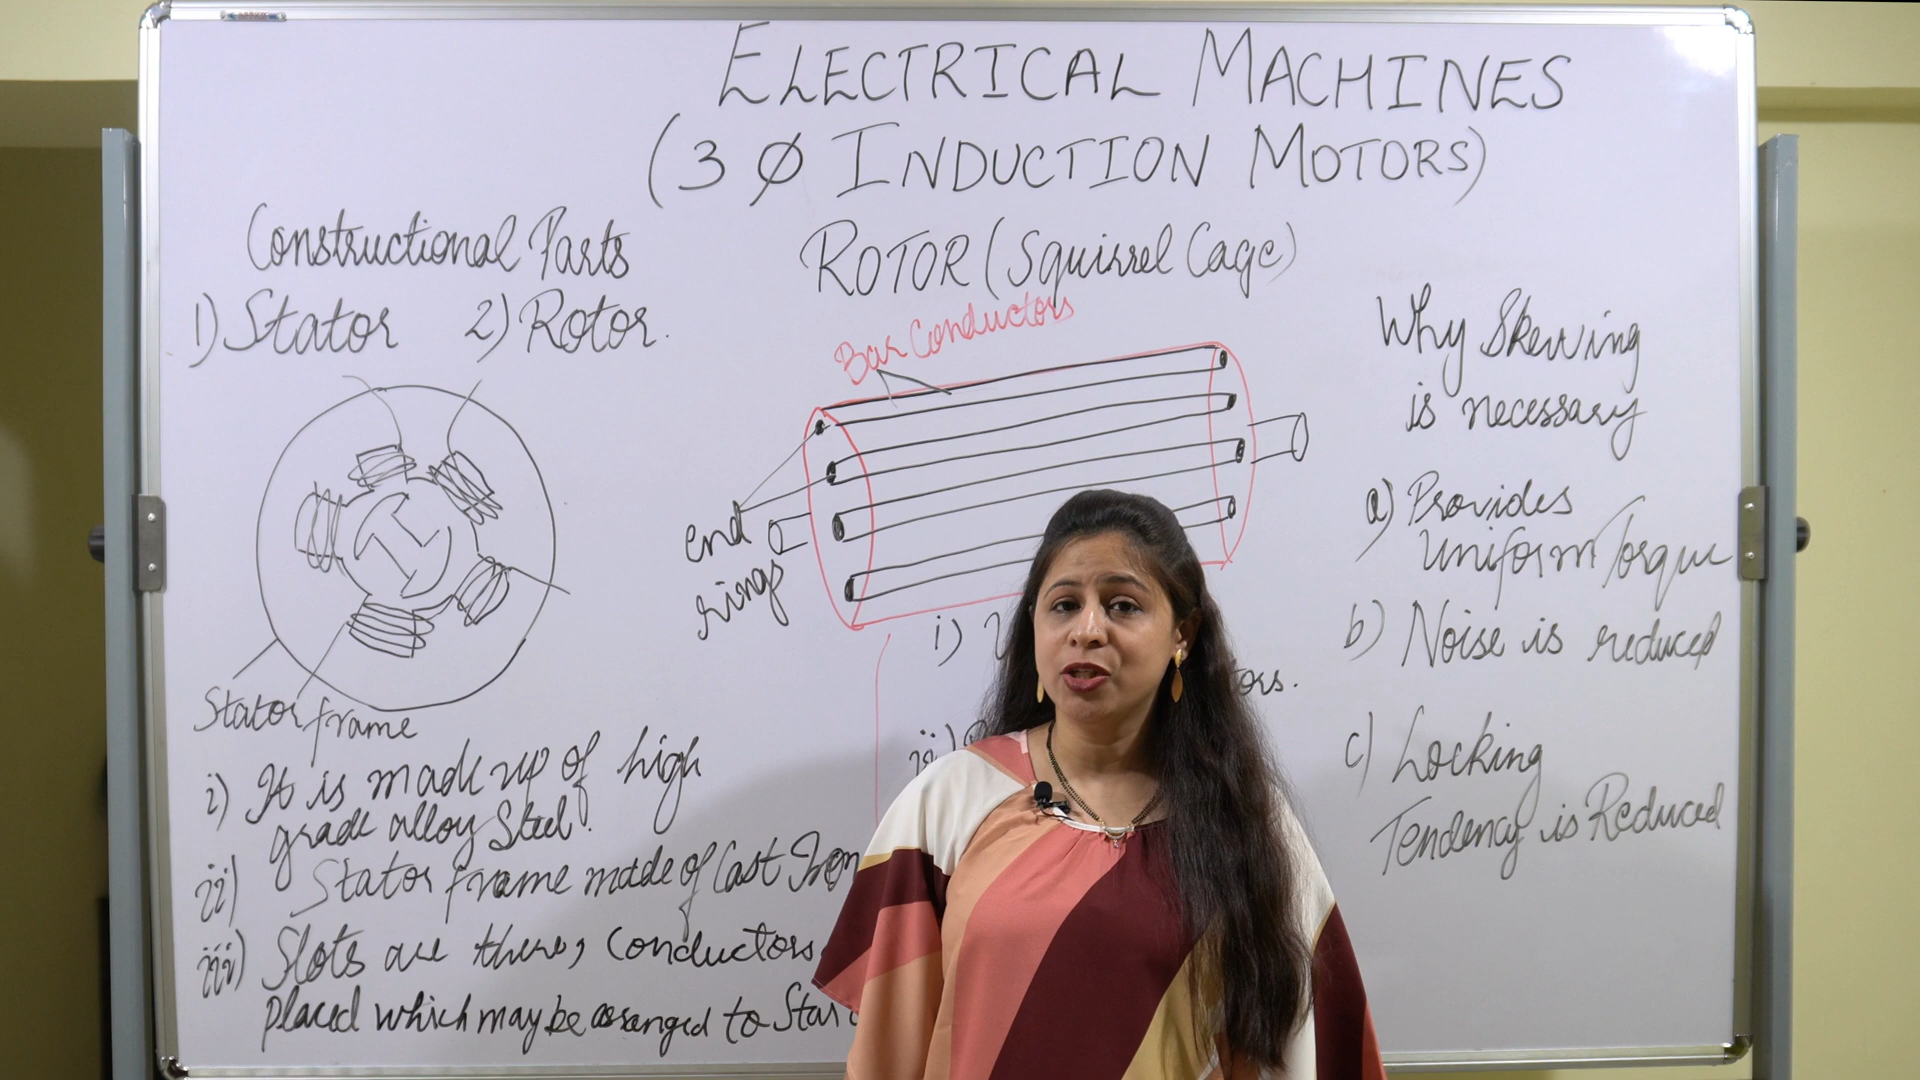 ELECTRICAL MACHINES
(3 Ø INDUCTION MOTORS)
Constructional Parts
1) Stator 2) Rotor.
Stator frame
i) It is made up of high
grade alloy Steel.
ii) Stator frame made of Cast Iron
iii) Slots are there, Conductors
placed which may be arranged to Star
ROTOR (Squirrel Cage)
Bar Conductors
end
rings
i)
tors.
Why Skewing
is necessary
a) Provides
Uniform Torque
b) Noise is reduced
c) Locking
Tendency is Reduced